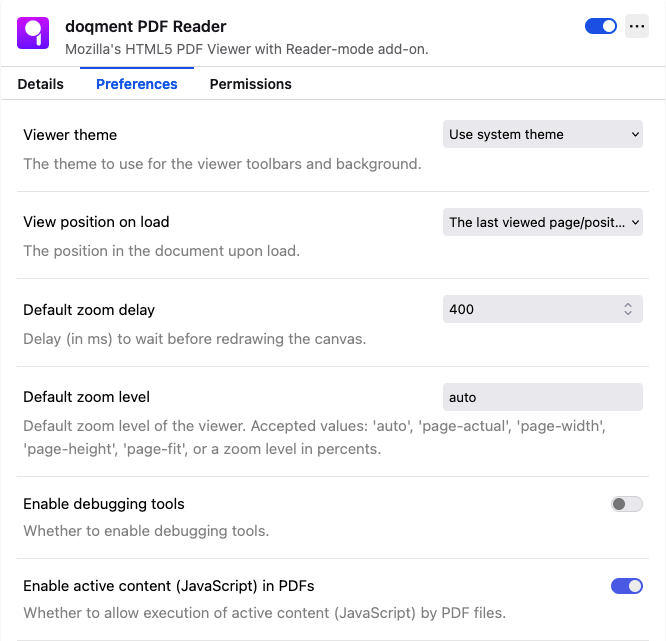 doqment PDF Reader
Mozilla's HTML5 PDF Viewer with Reader-mode add-on.
Details Preferences Permissions
Viewer theme
Use system theme
The theme to use for the viewer toolbars and background.
View position on load
The last viewed page/posit...
The position in the document upon load.
Default zoom delay
400
Delay (in ms) to wait before redrawing the canvas.
Default zoom level
auto
Default zoom level of the viewer. Accepted values: 'auto', 'page-actual', 'page-width',
'page-height', 'page-fit', or a zoom level in percents.
Enable debugging tools
Whether to enable debugging tools.
Enable active content (JavaScript) in PDFs
Whether to allow execution of active content (JavaScript) by PDF files.